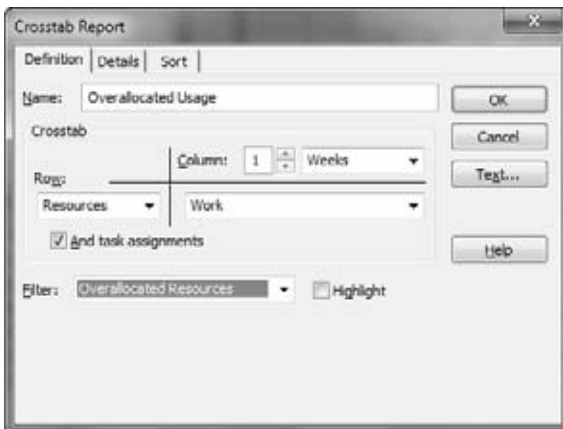 Crosstab Report
Definition Details Sort
Name: Overallocated Usage
OK
Crosstab
Cancel
Column: 1 Weeks
Text...
Row:
Resources Work
And task assignments
Help
Filter: Overallocated Resources Highlight